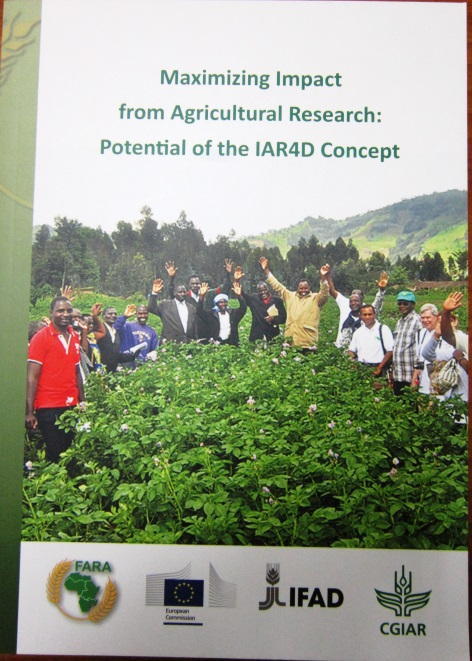 Maximizing Impact
from Agricultural Research:
Potential of the IAR4D Concept
FARA
European
Commission
IFAD
CGIAR